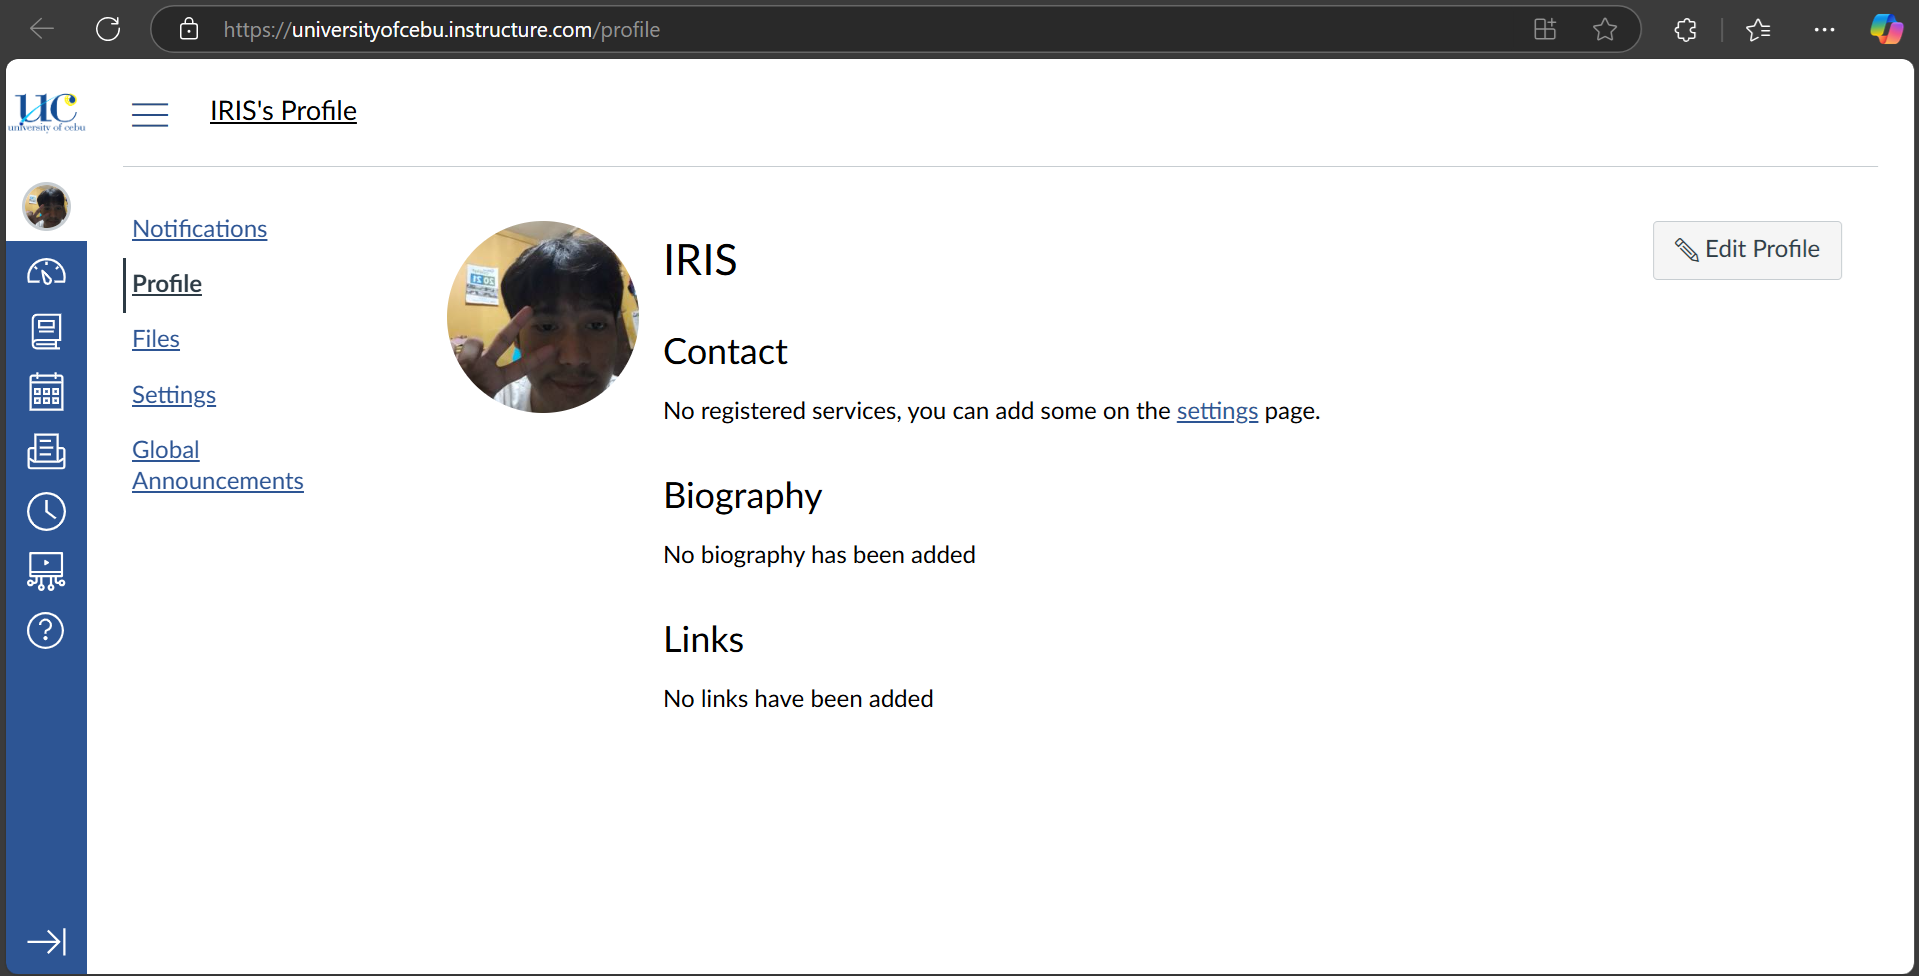 https://universityofcebu.instructure.com/profile
UC
university of cebu
IRIS's Profile
Notifications
Profile
Files
Settings
Global
Announcements
IRIS
Edit Profile
Contact
No registered services, you can add some on the settings page.
Biography
No biography has been added
Links
No links have been added